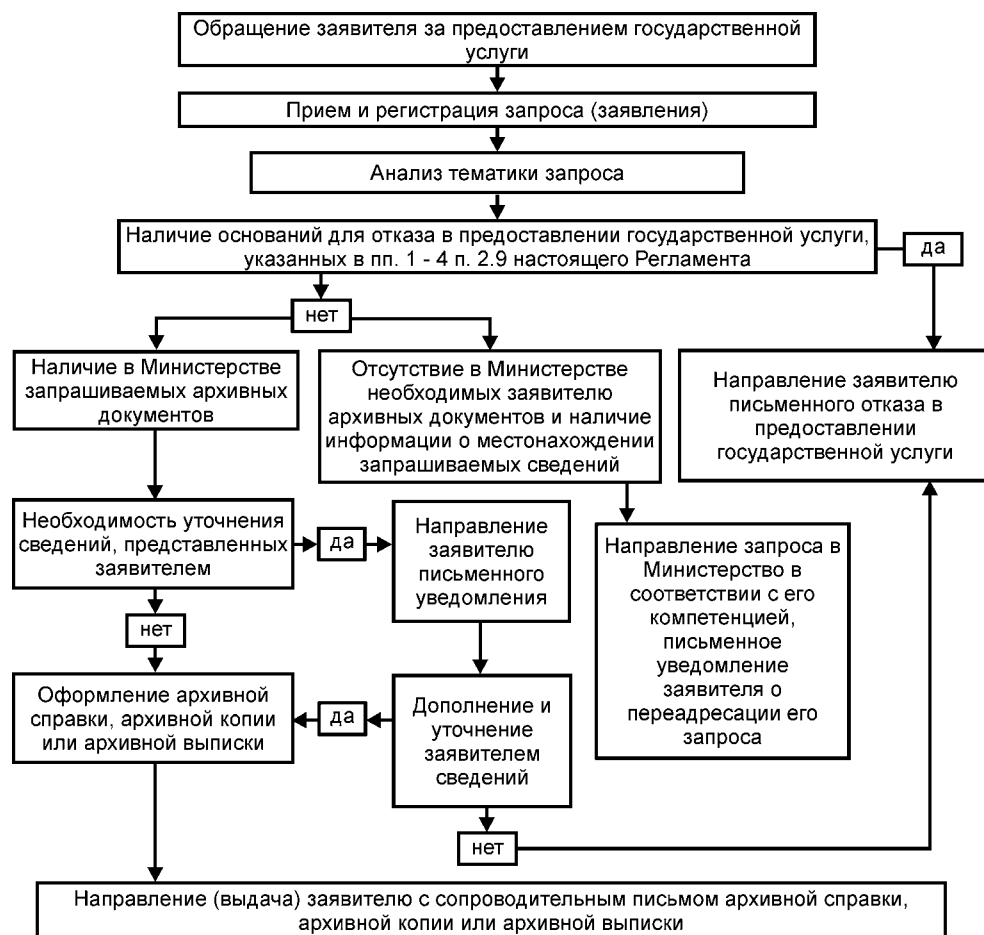 Обращение заявителя за предоставлением государственной
услуги
Прием и регистрация запроса (заявления)
Анализ тематики запроса
Наличие оснований для отказа в предоставлении государственной услуги,
указанных в пп. 1 - 4 п. 2.9 настоящего Регламента
да
нет
Наличие в Министерстве
запрашиваемых архивных
документов
Отсутствие в Министерстве
необходимых заявителю
архивных документов и наличие
информации о местонахождении
запрашиваемых сведений
Направление заявителю
письменного отказа в
предоставлении
государственной услуги
Необходимость уточнения
сведений, представленных
заявителем
да
Направление
заявителю
письменного
уведомления
Направление запроса в
Министерство в
соответствии с его
компетенцией,
письменное
уведомление
заявителя о
переадресации его
запроса
нет
Оформление архивной
справки, архивной копии
или архивной выписки
да
Дополнение и
уточнение
заявителем
сведений
нет
Направление (выдача) заявителю с сопроводительным письмом архивной справки,
архивной копии или архивной выписки